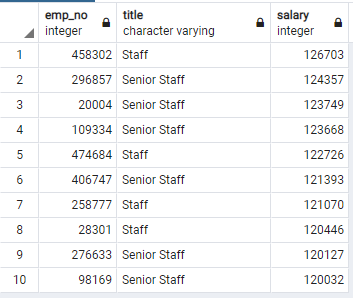 emp_no title salary
integer character varying integer
1 458302 Staff 126703
2 296857 Senior Staff 124357
3 20004 Senior Staff 123749
4 109334 Senior Staff 123668
5 474684 Staff 122726
6 406747 Senior Staff 121393
7 258777 Staff 121070
8 28301 Staff 120446
9 276633 Senior Staff 120127
10 98169 Senior Staff 120032